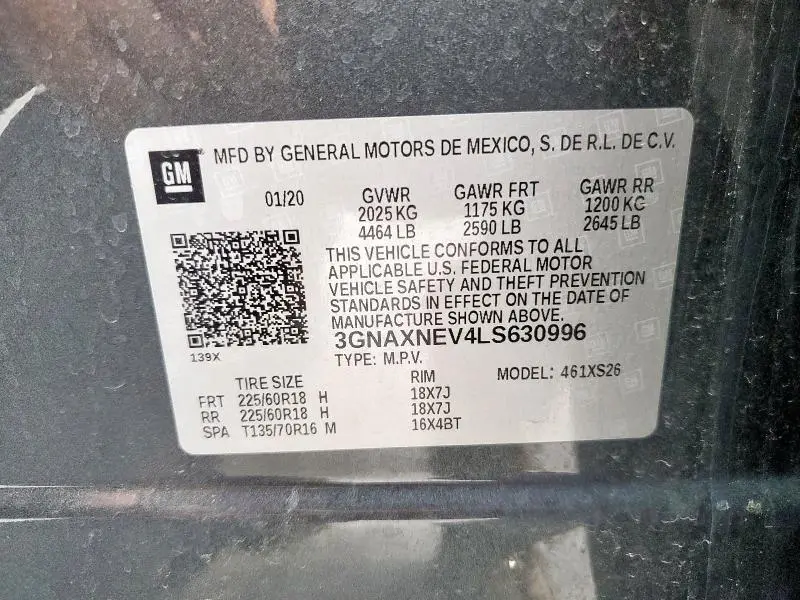 GM
MFD BY GENERAL MOTORS DE MEXICO, S. DE R.L. DE C.V.
01/20 GVWR GAWR FRT GAWR RR
2025 KG 1175 KG 1200 KG
4464 LB 2590 LB 2645 LB
THIS VEHICLE CONFORMS TO ALL
APPLICABLE U.S. FEDERAL MOTOR
VEHICLE SAFETY AND THEFT PREVENTION
STANDARDS IN EFFECT ON THE DATE OF
MANUFACTURE SHOWN ABOVE.
3GNAXNEV4LS630996
139X
TYPE: M.P.V.
TIRE SIZE RIM MODEL: 461XS26
FRT 225/60R18 H 18X7J
RR 225/60R18 H 18X7J
SPA T135/70R16 M 16X4BT